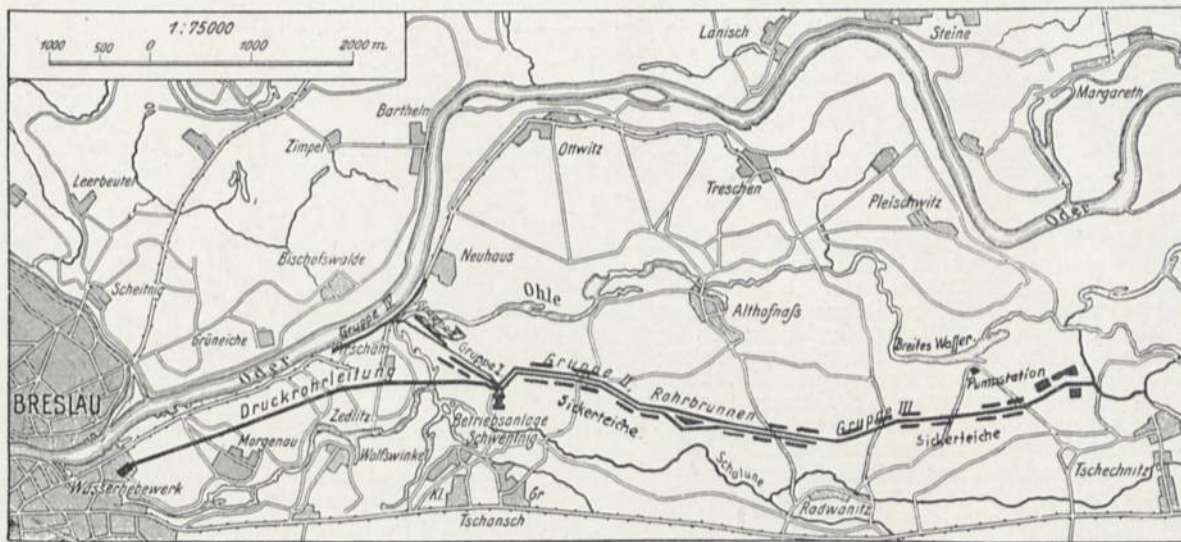 1:75000
1000 500 0 1000 2000 m.
Lanisch
Steine
Margareth
Bartheln
Zimpel
Ottwitz
Leerbeutel
Treschen
Pleischwitz
Oder
Bischofswalde
Neuhaus
Scheitnig
Ohle
Althofnaß
Grüneiche
Gruppe IV
Gruppe I
Breites Wasser
Oder
Gruppe II
Pumpstation
BRESLAU
Druckrohrleitung
Rohrbrunnen
Gruppe III
Zedlitz
Betriebsanlage
Schwentnig
Sickerteiche
Sickerteiche
Morgenau
Wolfswinkel
Tschechnitz
Wasserhebewerk
Schalune
Kl
Gr
Radwanitz
Tschansch